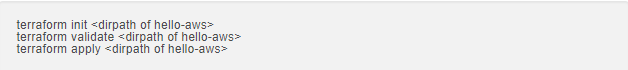 terraform init <dirpath of hello-aws>
terraform validate <dirpath of hello-aws>
terraform apply <dirpath of hello-aws>